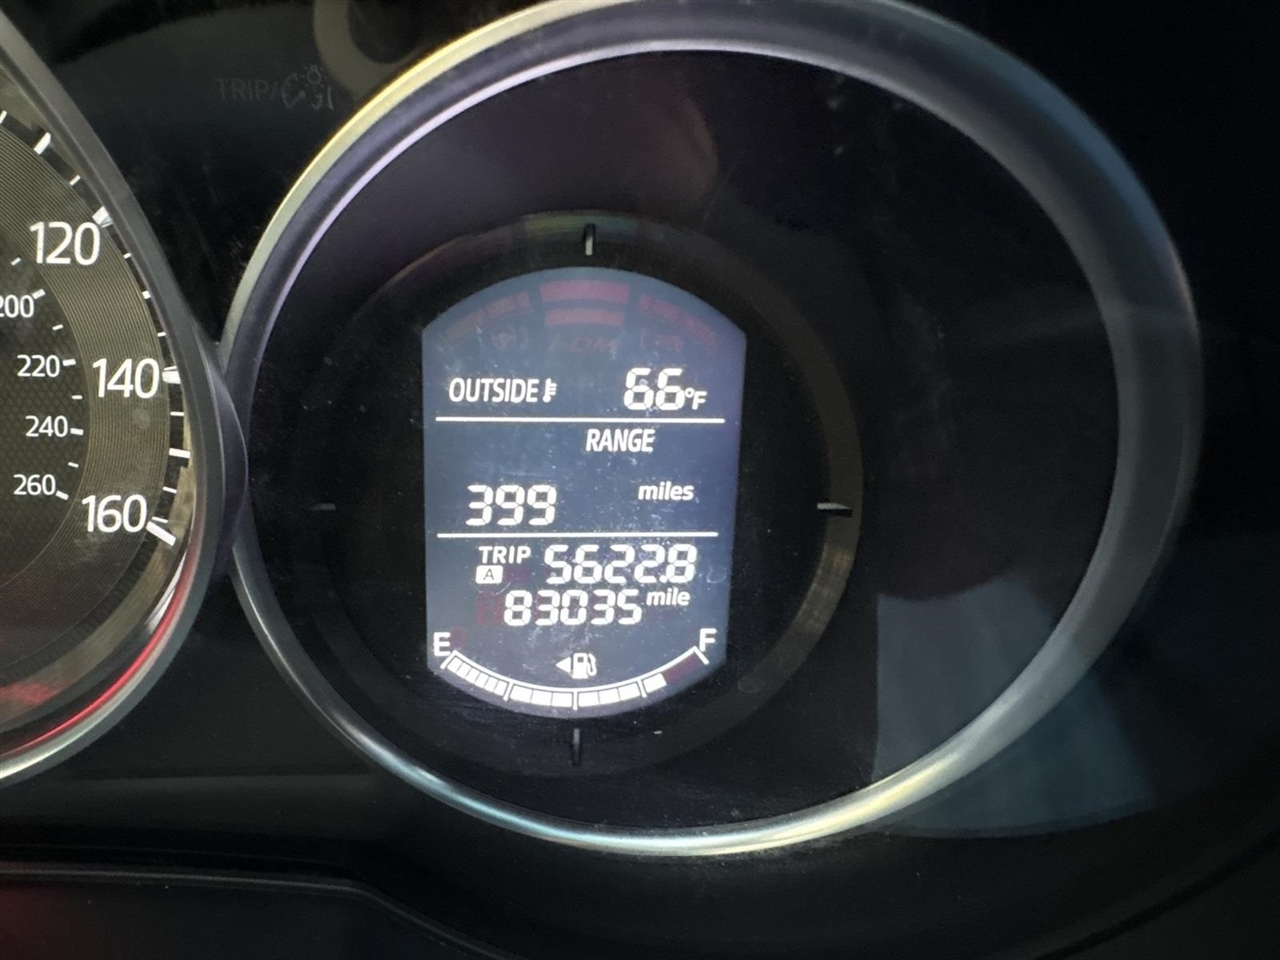 TRIP/
120
200
220
140
240
260
160
OUTSIDE 66°F
RANGE
399 miles
TRIP A 5622.8
83035 mile
E F